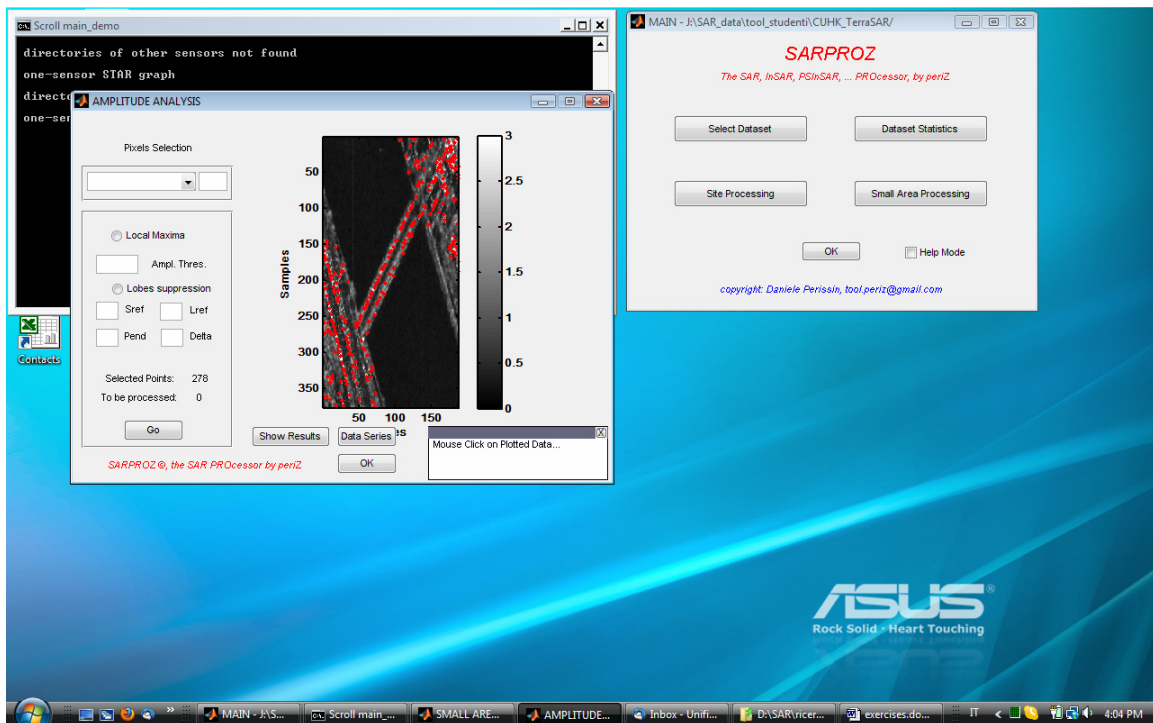 Scroll main_demo
directories of other sensors not found
one-sensor STAR graph
one-sen
AMPLITUDE ANALYSIS
Pixels Selection
Local Maxima
Ampl. Thres.
Lobes suppression
Sref Lref
Pend Delta
Selected Points: 278
To be processed: 0
Go
Samples
50
100
150
200
250
300
350
50 100 150
3
2.5
2
1.5
1
0.5
0
Show Results
Data Series
OK
Mouse Click on Plotted Data...
SARPROZ ©, the SAR PROcessor by periZ
MAIN - J:\SAR_data\tool_studenti\CUHK_TerraSAR/
SARPROZ
The SAR, InSAR, PSInSAR, ... PROcessor, by periZ
Select Dataset
Dataset Statistics
Site Processing
Small Area Processing
OK
Help Mode
copyright: Daniele Perissin, tool.periz@gmail.com
Contacts
ASUS
Rock Solid · Heart Touching
MAIN - J:\S...
Scroll main_...
SMALL ARE...
AMPLITUDE...
Inbox - Unifi...
D:\SAR\ricer...
exercises.do...
IT
4:04 PM